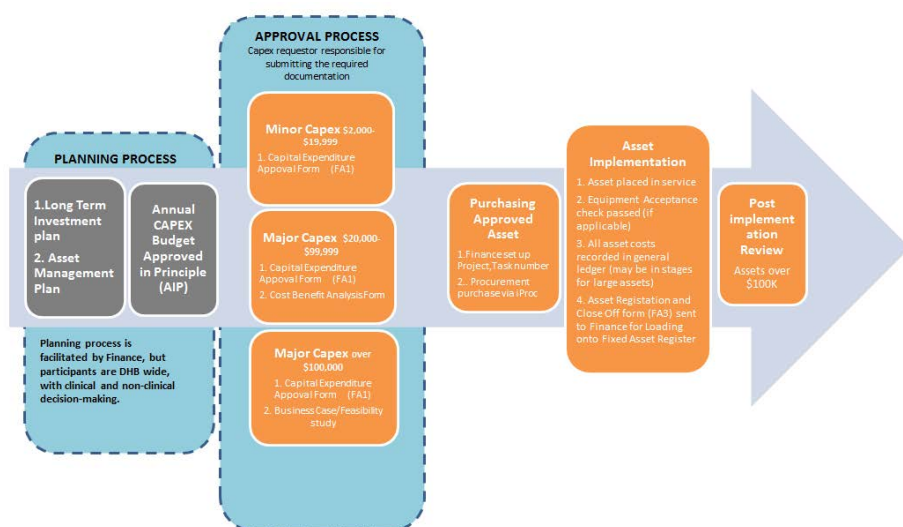 PLANNING PROCESS
1.Long Term
Investment
plan
2. Asset
Management
Plan
Annual
CAPEX
Budget
Approved
in Principle
(AIP)
Planning process is
facilitated by Finance, but
participants are DHB wide,
with clinical and non-clinical
decision-making.
APPROVAL PROCESS
Capex requestor responsible for
submitting the required
documentation
Minor Capex $2,000-
$19,999
1. Capital Expenditure
Appoval Form (FA1)
Major Capex $20,000-
$99,999
1. Capital Expenditure
Appoval Form (FA1)
2. Cost Benefit Analysis Form
Major Capex over
$100,000
1. Capital Expenditure
Appoval Form (FA1)
2. Business Case/Feasibility
study
Purchasing
Approved
Asset
1.Finance set up
Project,Task number
2.. Procurement
purchase via iProc
Asset
Implementation
1. Asset placed in service
2. Equipment Acceptance
check passed (if
applicable)
3. All asset costs
recorded in general
ledger (may be in stages
for large assets)
4. Asset Registation and
Close Off form (FA3) sent
to Finance for Loading
onto Fixed Asset Register
Post
implement
ation
Review
Assets over
$100K